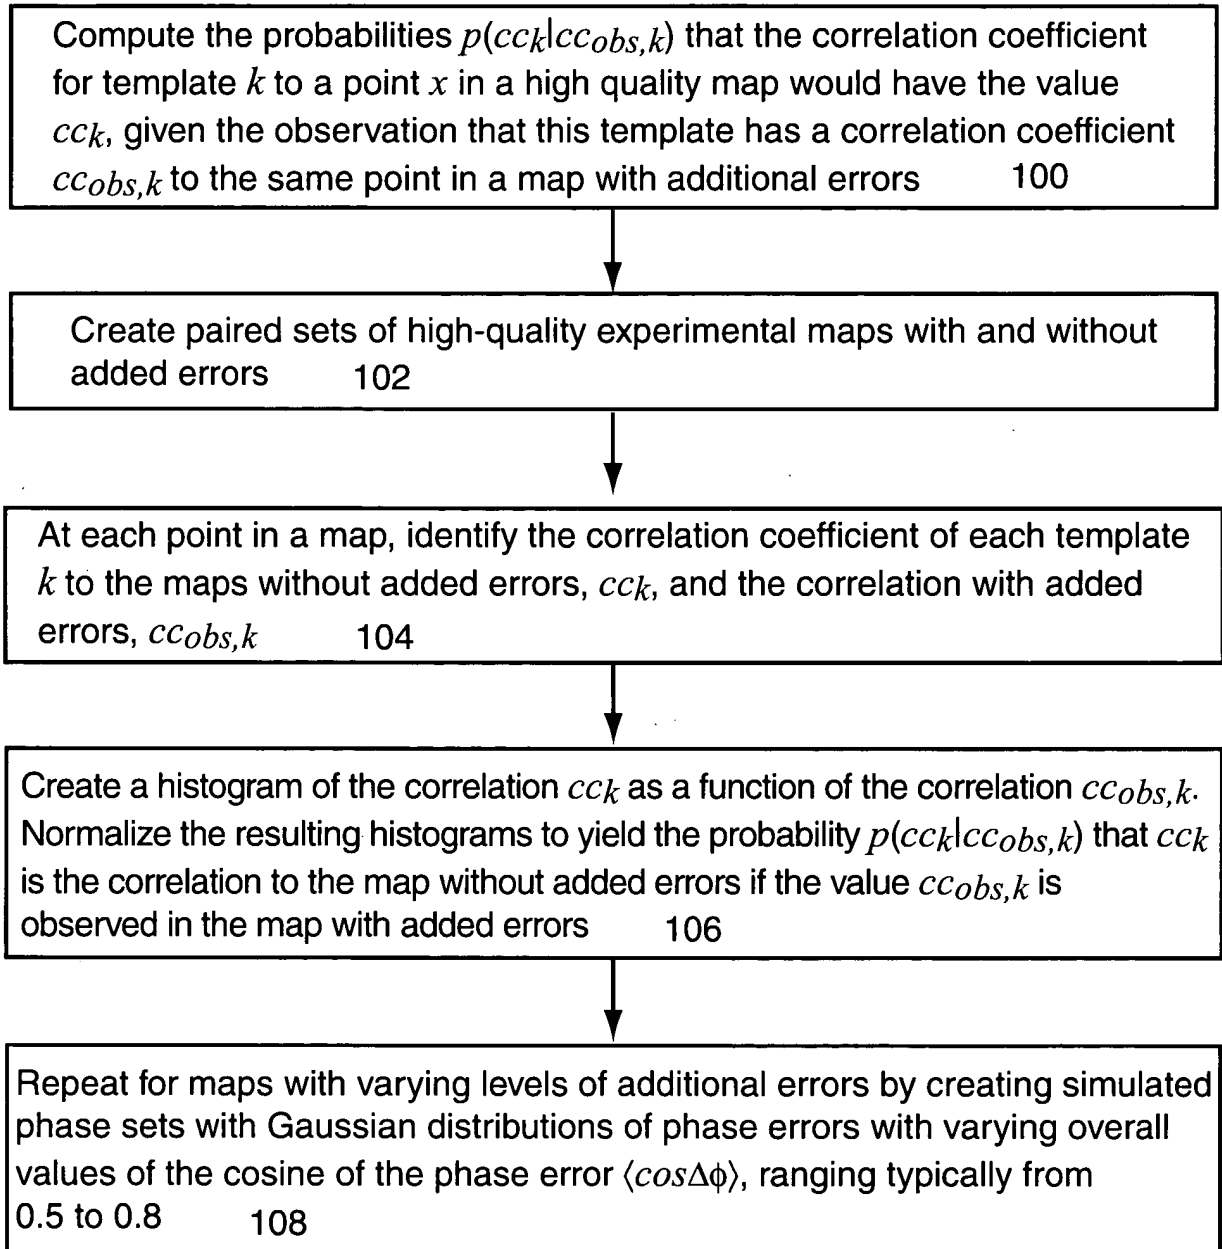 Compute the probabilities p(cck|ccobs,k) that the correlation coefficient
for template k to a point x in a high quality map would have the value
cck, given the observation that this template has a correlation coefficient
ccobs,k to the same point in a map with additional errors 100
Create paired sets of high-quality experimental maps with and without
added errors 102
At each point in a map, identify the correlation coefficient of each template
k to the maps without added errors, cck, and the correlation with added
errors, ccobs,k 104
Create a histogram of the correlation cck as a function of the correlation ccobs,k.
Normalize the resulting histograms to yield the probability p(cck|ccobs,k) that cck
is the correlation to the map without added errors if the value ccobs,k is
observed in the map with added errors 106
Repeat for maps with varying levels of additional errors by creating simulated
phase sets with Gaussian distributions of phase errors with varying overall
values of the cosine of the phase error ⟨cosΔϕ⟩, ranging typically from
0.5 to 0.8 108